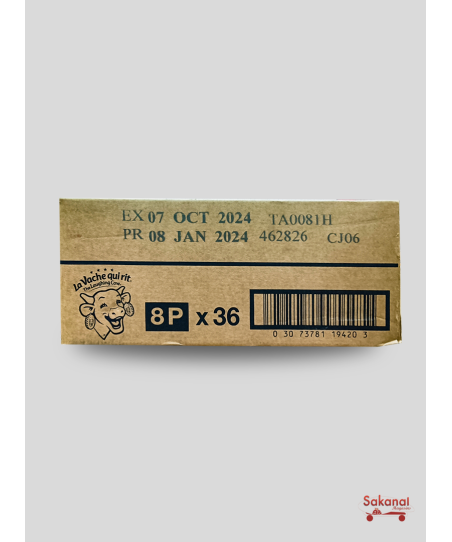 EX 07 OCT 2024 TA0081H
PR 08 JAN 2024 462826 CJ06
La Vache qui rit.
The Laughing Cow.
8P x 36
0 30 73781 19420 3
Sakanal